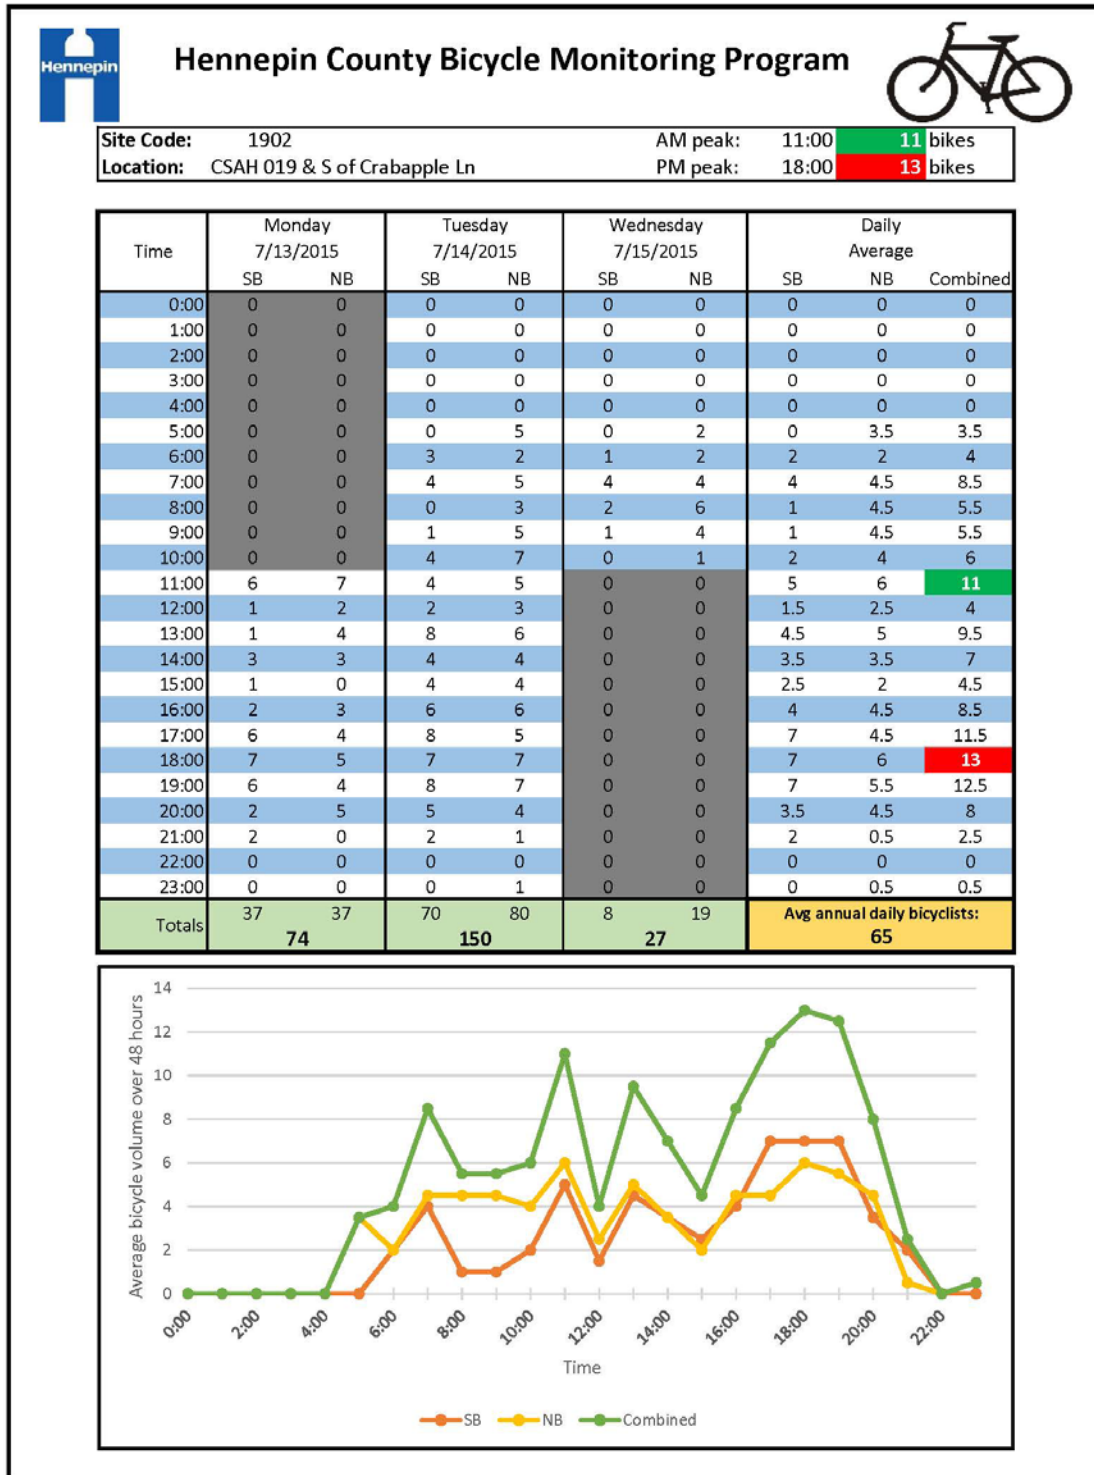 Hennepin
Hennepin County Bicycle Monitoring Program
Site Code: 1902 AM peak: 11:00 11 bikes
Location: CSAH 019 & S of Crabapple Ln PM peak: 18:00 13 bikes
Monday Tuesday Wednesday Daily
Time 7/13/2015 7/14/2015 7/15/2015 Average
SB NB SB NB SB NB SB NB Combined
0:00 0 0 0 0 0 0 0 0 0
1:00 0 0 0 0 0 0 0 0 0
2:00 0 0 0 0 0 0 0 0 0
3:00 0 0 0 0 0 0 0 0 0
4:00 0 0 0 0 0 0 0 0 0
5:00 0 0 0 5 0 2 0 3.5 3.5
6:00 0 0 3 2 1 2 2 2 4
7:00 0 0 4 5 4 4 4 4.5 8.5
8:00 0 0 0 3 2 6 1 4.5 5.5
9:00 0 0 1 5 1 4 1 4.5 5.5
10:00 0 0 4 7 0 1 2 4 6
11:00 6 7 4 5 0 0 5 6 11
12:00 1 2 2 3 0 0 1.5 2.5 4
13:00 1 4 8 6 0 0 4.5 5 9.5
14:00 3 3 4 4 0 0 3.5 3.5 7
15:00 1 0 4 4 0 0 2.5 2 4.5
16:00 2 3 6 6 0 0 4 4.5 8.5
17:00 6 4 8 5 0 0 7 4.5 11.5
18:00 7 5 7 7 0 0 7 6 13
19:00 6 4 8 7 0 0 7 5.5 12.5
20:00 2 5 5 4 0 0 3.5 4.5 8
21:00 2 0 2 1 0 0 2 0.5 2.5
22:00 0 0 0 0 0 0 0 0 0
23:00 0 0 0 1 0 0 0 0.5 0.5
Totals 37 37 70 80 8 19 Avg annual daily bicyclists:
74 150 27 65
Average bicycle volume over 48 hours
14
12
10
8
6
4
2
0
0:00 2:00 4:00 6:00 8:00 10:00 12:00 14:00 16:00 18:00 20:00 22:00
Time
SB NB Combined